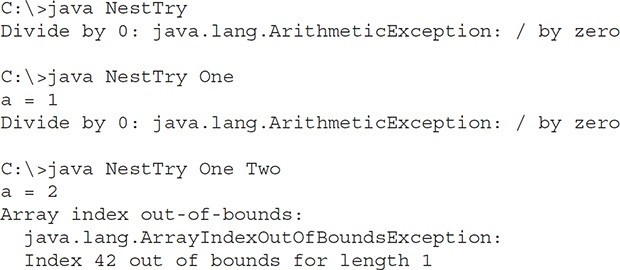 C:\>java NestTry
Divide by 0: java.lang.ArithmeticException: / by zero
C:\>java NestTry One
a = 1
Divide by 0: java.lang.ArithmeticException: / by zero
C:\>java NestTry One Two
a = 2
Array index out-of-bounds:
java.lang.ArrayIndexOutOfBoundsException:
Index 42 out of bounds for length 1